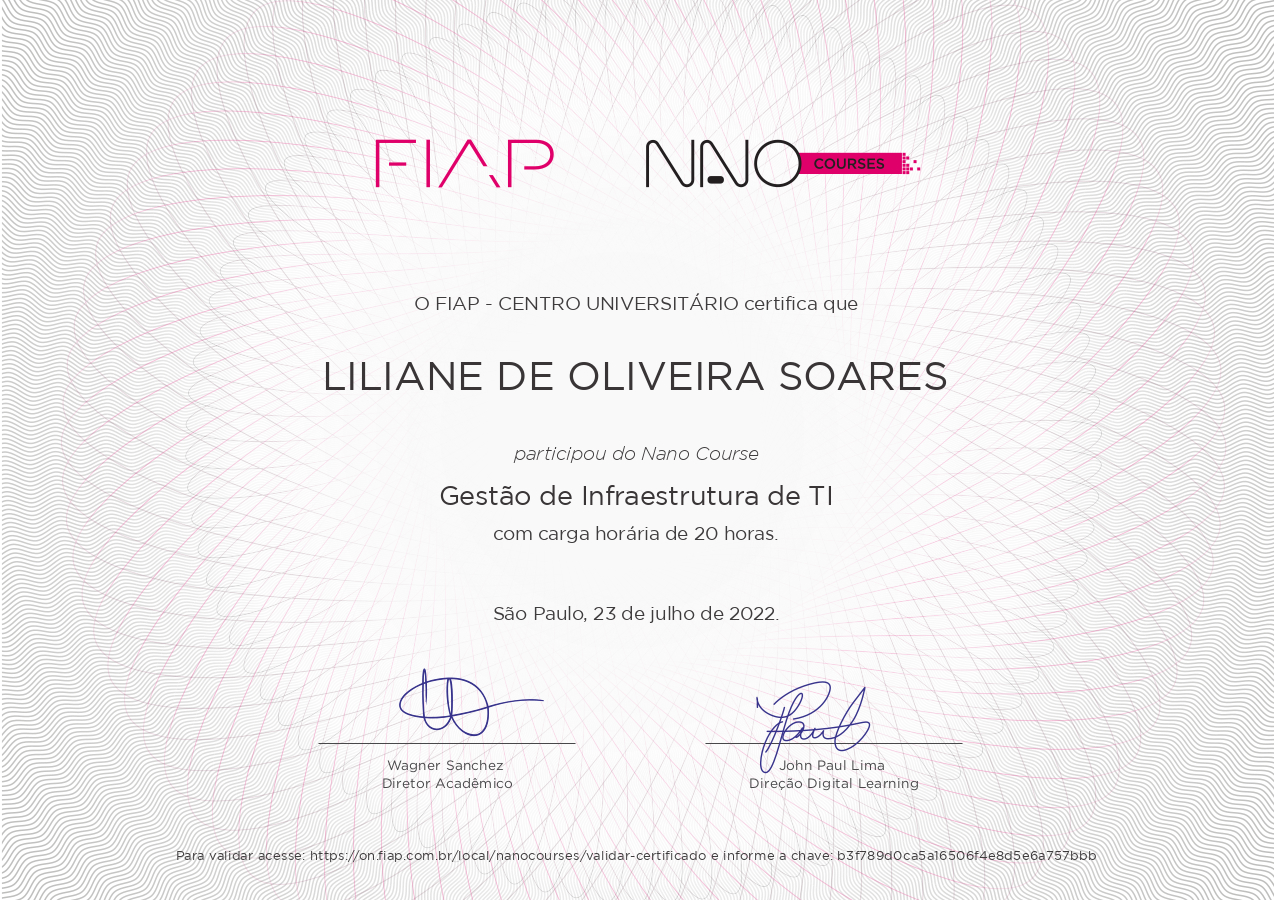 FIAP NANO COURSES
O FIAP - CENTRO UNIVERSITÁRIO certifica que
LILIANE DE OLIVEIRA SOARES
participou do Nano Course
Gestão de Infraestrutura de TI
com carga horária de 20 horas.
São Paulo, 23 de julho de 2022.
Wagner Sanchez John Paul Lima
Diretor Acadêmico Direção Digital Learning
Para validar acesse: https://on.fiap.com.br/local/nanocourses/validar-certificado e informe a chave: b3f789d0ca5a16506f4e8d5e6a757bbb